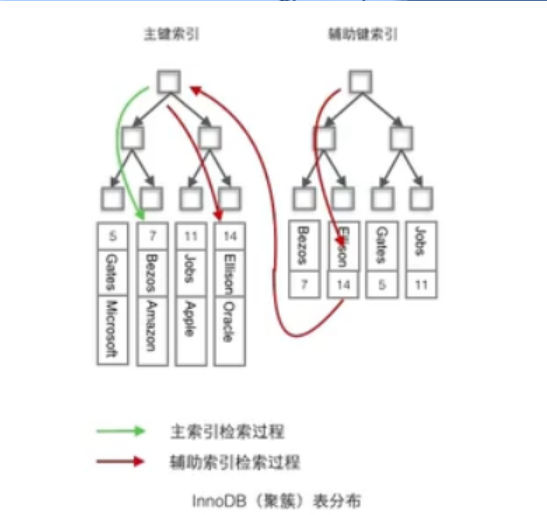 主键索引
辅助键索引
5
7
11
14
Gates
Bezos
Jobs
Ellison
Microsoft
Amazon
Apple
Oracle
Bezos
Ellison
Gates
Jobs
7
14
5
11
主索引检索过程
辅助索引检索过程
InnoDB（聚簇）表分布